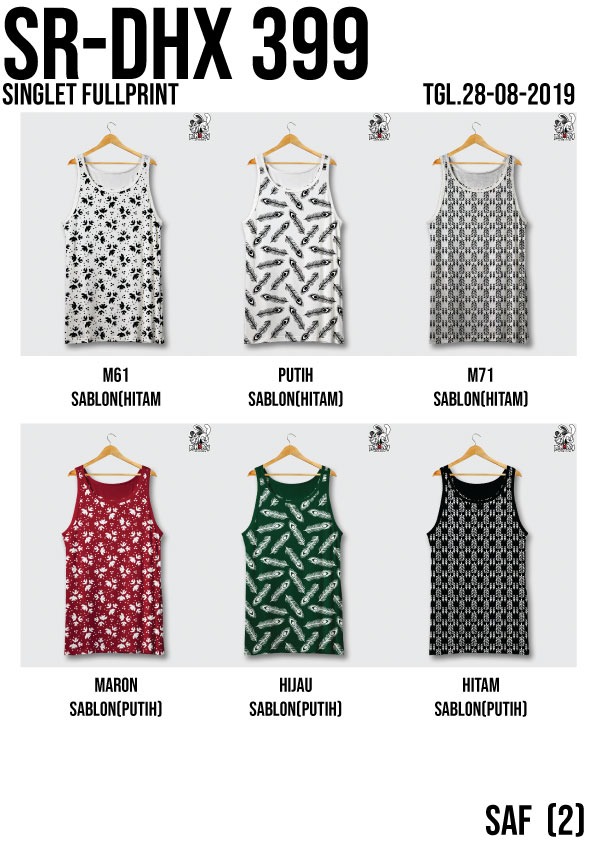 SR-DHX 399
SINGLET FULLPRINT
TGL.28-08-2019
M61
SABLON(HITAM
PUTIH
SABLON(HITAM)
M71
SABLON(HITAM)
MARON
SABLON(PUTIH)
HIJAU
SABLON(PUTIH)
HITAM
SABLON(PUTIH)
SAF (2)